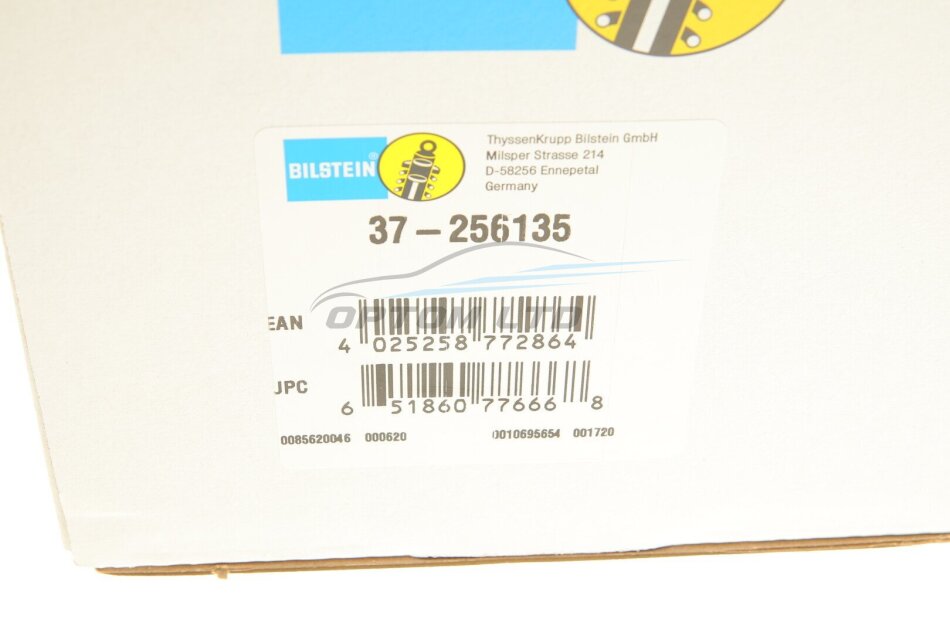 BILSTEIN®
ThyssenKrupp Bilstein GmbH
Milsper Strasse 214
D-58256 Ennepetal
Germany
37-256135
OPTOM LTD
EAN
4 025258 772864
UPC
6 51860 77666 8
0085620046 000620 0010695654 001720